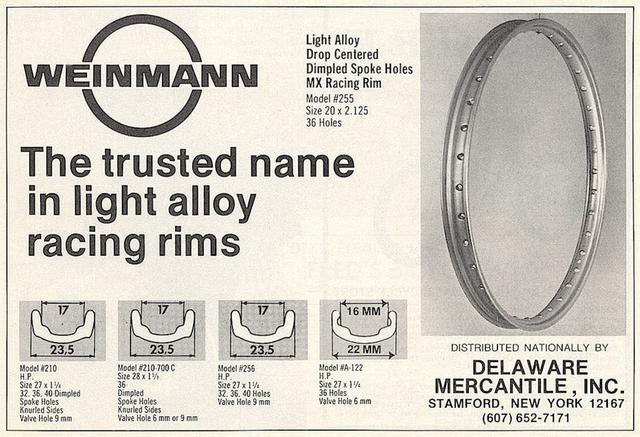 WEINMANN
Light Alloy
Drop Centered
Dimpled Spoke Holes
MX Racing Rim
Model #255
Size 20 x 2.125
36 Holes
The trusted name
in light alloy
racing rims
17
23.5
Model #210
H.P.
Size 27 x 1¼
32, 36, 40-Dimpled
Spoke Holes
Knurled Sides
Valve Hole 9 mm
17
23.5
Model #210-700 C
Size 28 x 1⅝
36
Dimpled
Spoke Holes
Knurled Sides
Valve Hole 6 mm or 9 mm
17
23.5
Model #256
H.P.
Size 27 x 1¼
32, 36, 40 Holes
Valve Hole 9 mm
16 MM
22 MM
Model #A-122
H.P.
Size 27 x 1¼
36 Holes
Valve Hole 6 mm
DISTRIBUTED NATIONALLY BY
DELAWARE
MERCANTILE, INC.
STAMFORD, NEW YORK 12167
(607) 652-7171